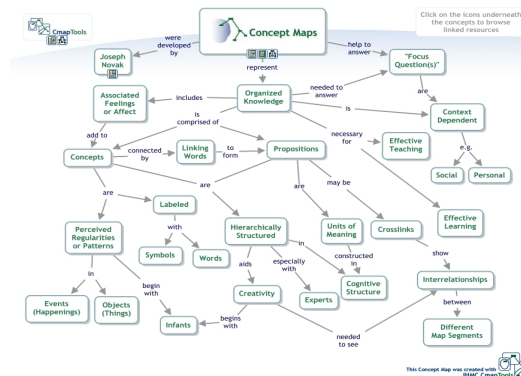 CmapTools
Concept Maps
Click on the icons underneath
the concepts to browse
linked resources
were
developed
by
help to
answer
Joseph
Novak
"Focus
Question(s)"
represent
needed to
answer
Associated
Feelings
or Affect
includes
Organized
Knowledge
are
is
Context
Dependent
add to
is
comprised of
necessary
for
Concepts
connected
by
Linking
Words
to
form
Propositions
Effective
Teaching
e.g.
Social
Personal
are
are
are
may be
Labeled
Perceived
Regularities
or Patterns
with
Hierarchically
Structured
Units of
Meaning
Crosslinks
Effective
Learning
Symbols
Words
in
constructed
in
show
in
begin
with
aids
especially
with
Cognitive
Structure
Interrelationships
Events
(Happenings)
Objects
(Things)
Creativity
Experts
between
Infants
begins
with
needed
to see
Different
Map Segments
This Concept Map was created with
IHMC CmapTools